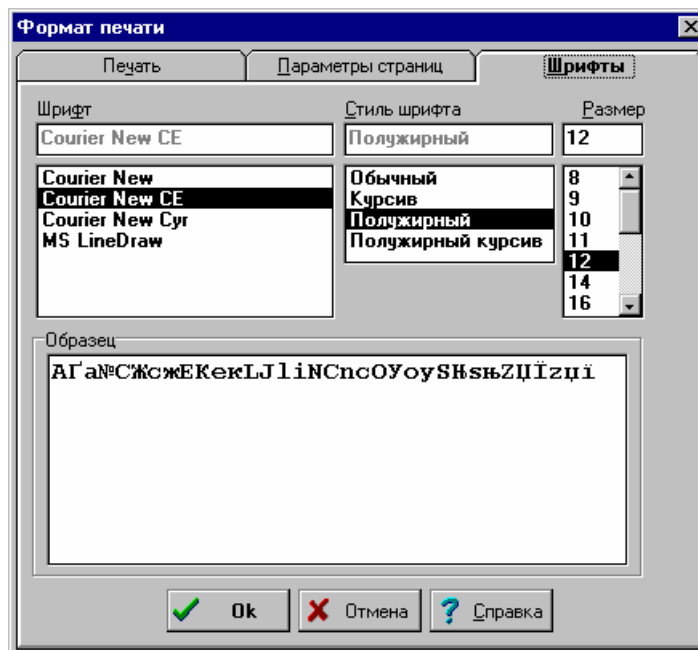 Формат печати
Печать Параметры страниц Шрифты
Шрифт Стиль шрифта Размер
Courier New CE Полужирный 12
Courier New Обычный 8
Courier New CE Курсив 9
Courier New Cyr Полужирный 10
MS LineDraw Полужирный курсив 11
12
14
16
Образец
АЃа№СЖсжЕКекLJliNCncОУоуSЊsњZЏЇzџї
Ok Отмена Справка